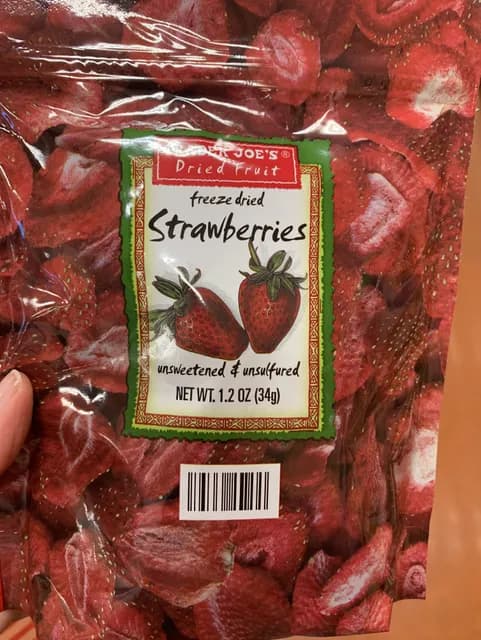 TRADER JOE'S®
Dried Fruit
freeze dried
Strawberries
unsweetened & unsulfured
NET WT. 1.2 OZ (34g)